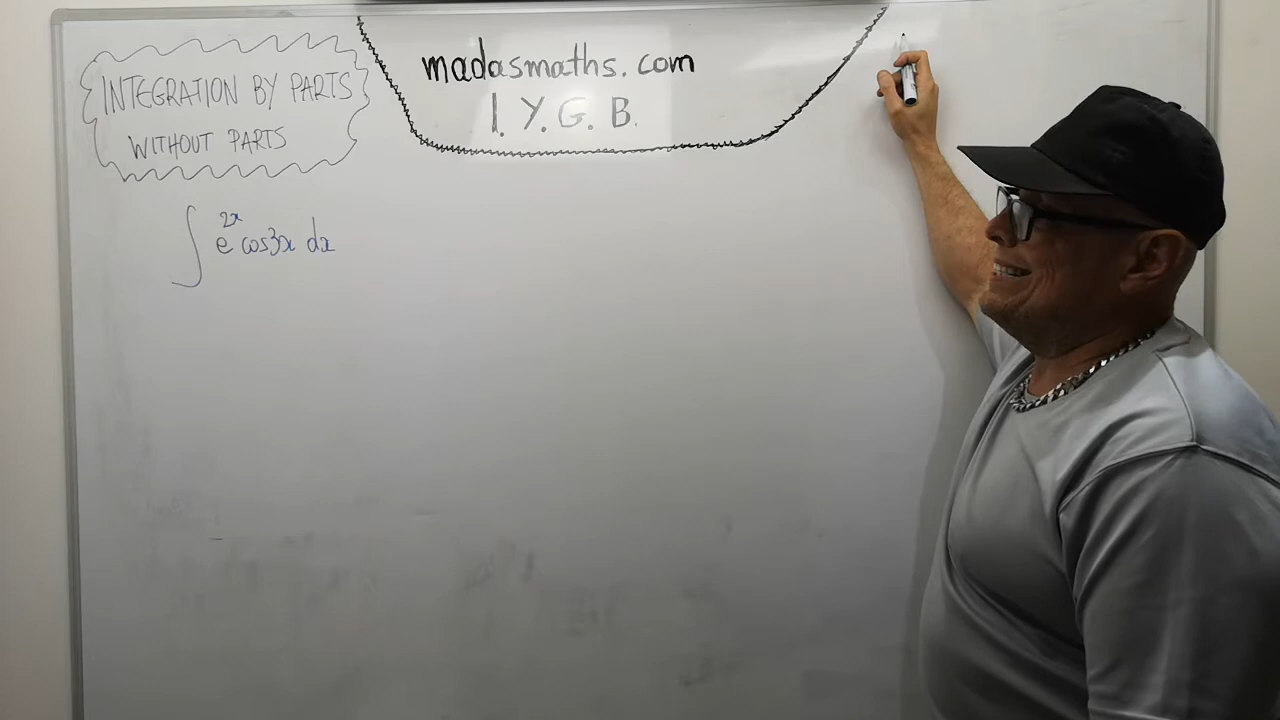 INTEGRATION BY PARTS
WITHOUT PARTS
madasmaths.com
I. Y. G. B.
∫ e^{2x} cos3x dx